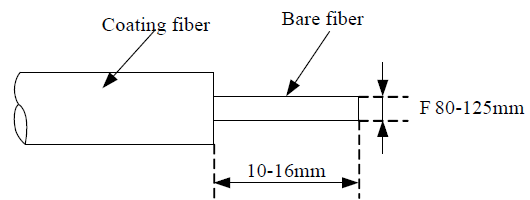 Coating fiber
Bare fiber
F 80-125mm
10-16mm